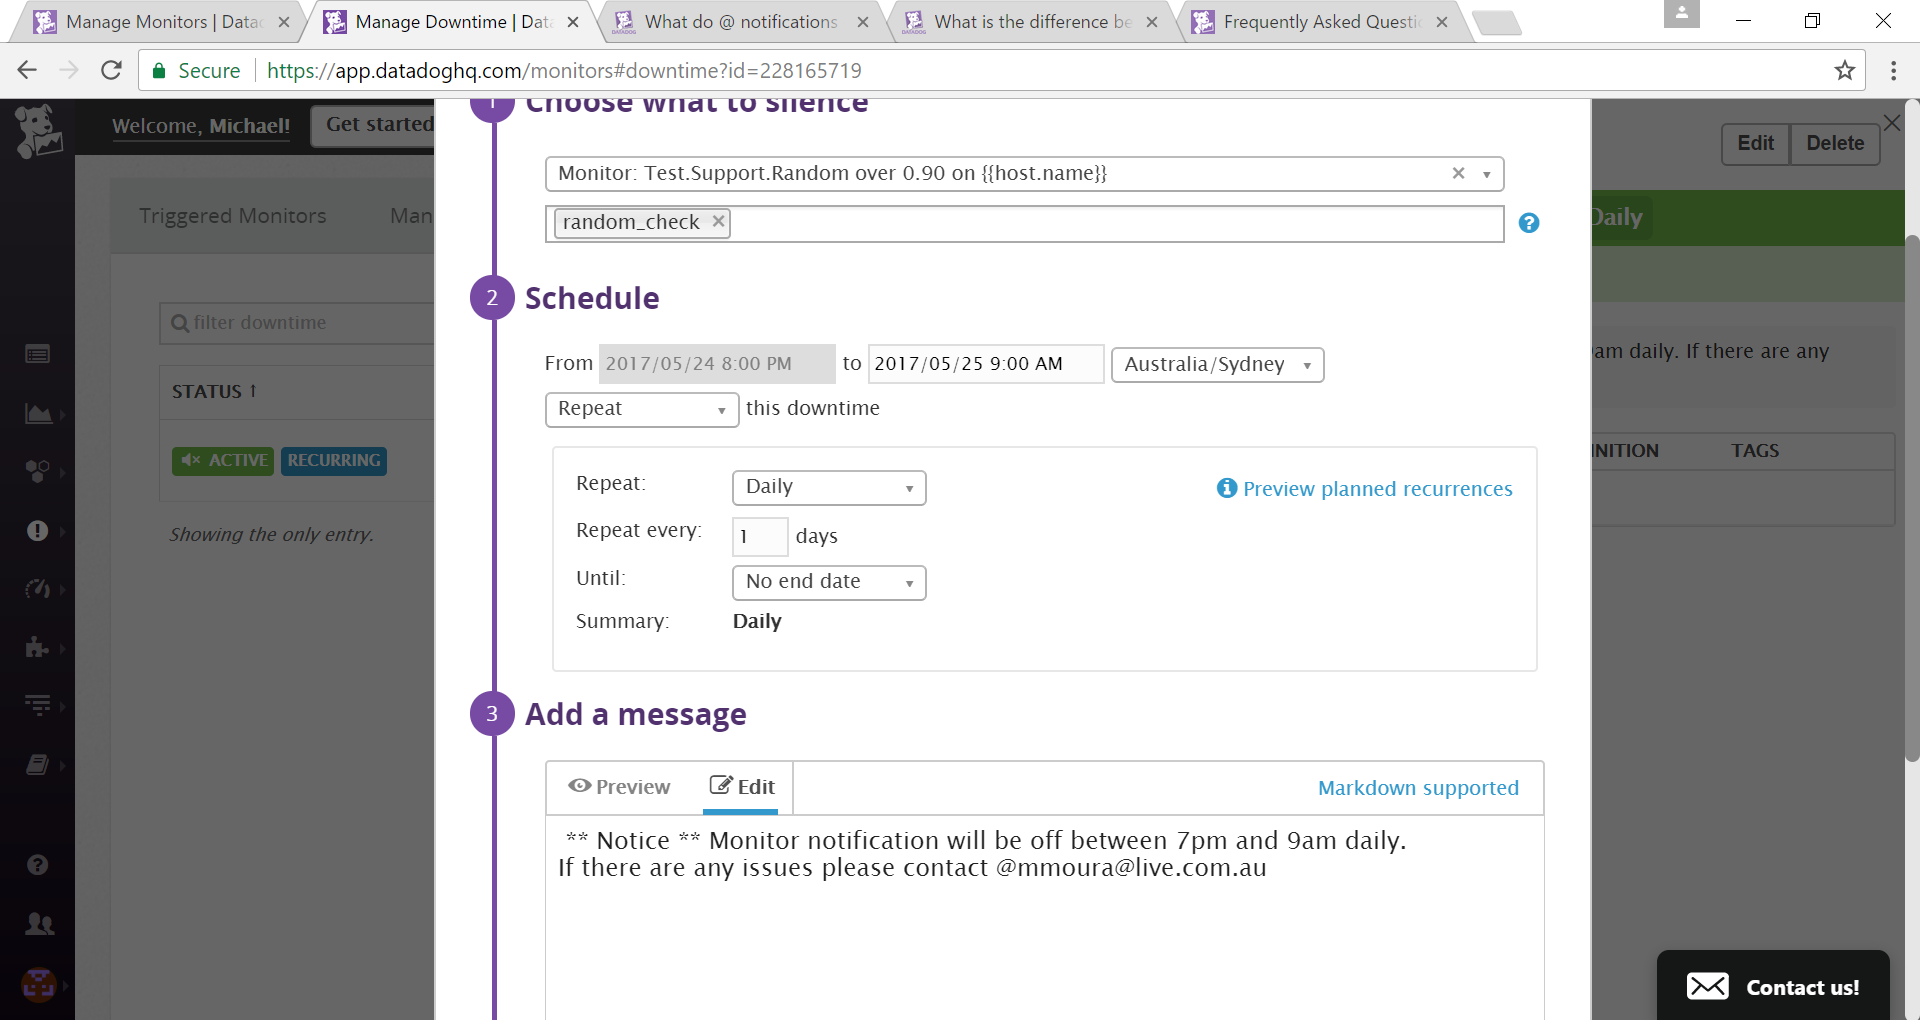 Manage Monitors | Datad
Manage Downtime | Data
What do @ notifications
What is the difference be
Frequently Asked Questic
Secure
https://app.datadoghq.com/monitors#downtime?id=228165719
Welcome, Michael!
Get started
Choose what to silence
1
Edit
Delete
Monitor: Test.Support.Random over 0.90 on {{host.name}}
random_check
Triggered Monitors
Man
Daily
2
Schedule
filter downtime
From
2017/05/24 8:00 PM
to
2017/05/25 9:00 AM
Australia/Sydney
am daily. If there are any
STATUS
Repeat
this downtime
ACTIVE
RECURRING
INITION
TAGS
Repeat:
Daily
Preview planned recurrences
Repeat every:
1
days
Showing the only entry.
Until:
No end date
Summary:
Daily
3
Add a message
Preview
Edit
Markdown supported
** Notice ** Monitor notification will be off between 7pm and 9am daily.
If there are any issues please contact @mmoura@live.com.au
Contact us!